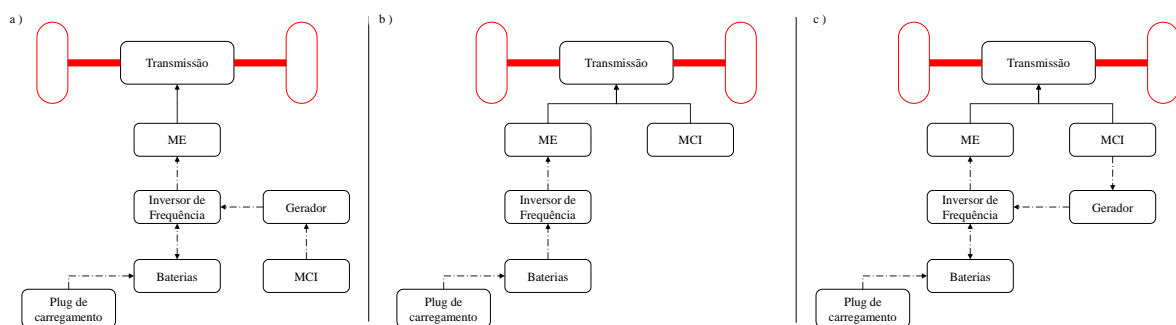 a )
Transmissão
ME
Inversor de
Frequência
Gerador
Baterias
MCI
Plug de
carregamento
b )
Transmissão
ME
MCI
Inversor de
Frequência
Baterias
Plug de
carregamento
c )
Transmissão
ME
MCI
Inversor de
Frequência
Gerador
Baterias
Plug de
carregamento